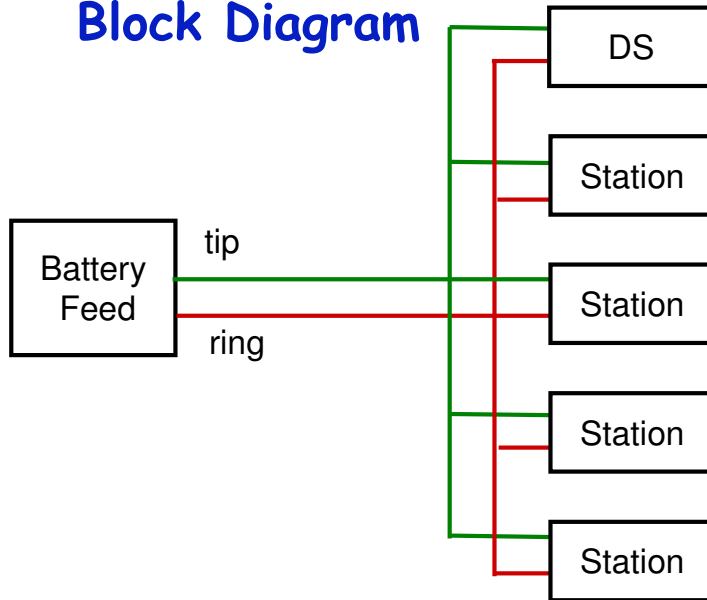 Block Diagram
DS
Station
tip
Battery
Feed
Station
ring
Station
Station